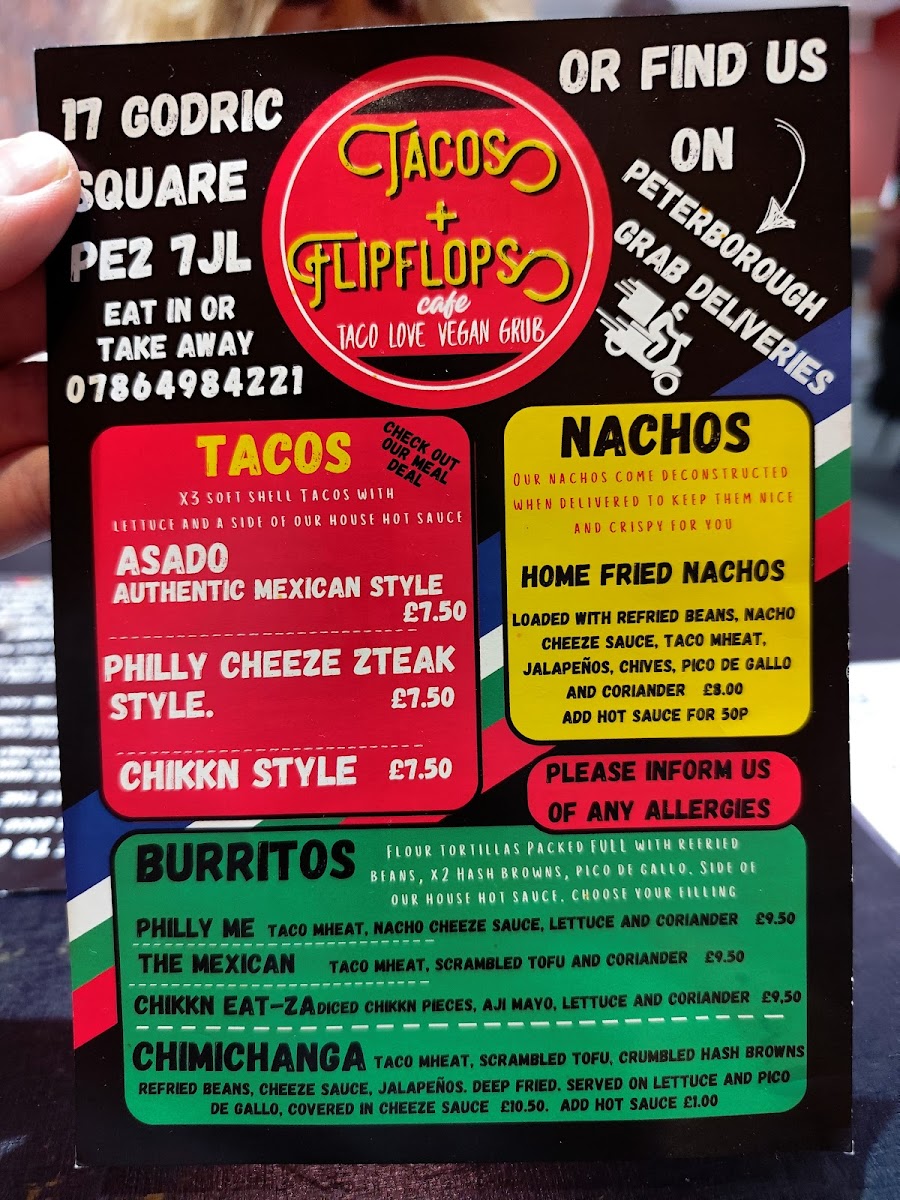 17 GODRIC
SQUARE
PE2 7JL
EAT IN OR
TAKE AWAY
07864984221
TACOS
+
FLIPFLOPS
cafe
TACO LOVE VEGAN GRUB
OR FIND US
ON
PETERBOROUGH
GRAB DELIVERIES
TACOS
CHECK OUT
OUR MEAL
DEAL
X3 SOFT SHELL TACOS WITH
LETTUCE AND A SIDE OF OUR HOUSE HOT SAUCE
ASADO
AUTHENTIC MEXICAN STYLE
£7.50
PHILLY CHEEZE ZTEAK
STYLE. £7.50
CHIKKN STYLE £7.50
NACHOS
OUR NACHOS COME DECONSTRUCTED
WHEN DELIVERED TO KEEP THEM NICE
AND CRISPY FOR YOU
HOME FRIED NACHOS
LOADED WITH REFRIED BEANS, NACHO
CHEEZE SAUCE, TACO MHEAT,
JALAPEÑOS, CHIVES, PICO DE GALLO
AND CORIANDER £8.00
ADD HOT SAUCE FOR 50P
PLEASE INFORM US
OF ANY ALLERGIES
BURRITOS
FLOUR TORTILLAS PACKED FULL WITH REFRIED
BEANS, X2 HASH BROWNS, PICO DE GALLO. SIDE OF
OUR HOUSE HOT SAUCE. CHOOSE YOUR FILLING
PHILLY ME TACO MHEAT, NACHO CHEEZE SAUCE, LETTUCE AND CORIANDER £9.50
THE MEXICAN TACO MHEAT, SCRAMBLED TOFU AND CORIANDER £9.50
CHIKKN EAT-ZA DICED CHIKKN PIECES, AJI MAYO, LETTUCE AND CORIANDER £9,50
CHIMICHANGA TACO MHEAT, SCRAMBLED TOFU, CRUMBLED HASH BROWNS
REFRIED BEANS, CHEEZE SAUCE, JALAPEÑOS. DEEP FRIED. SERVED ON LETTUCE AND PICO
DE GALLO, COVERED IN CHEEZE SAUCE £10.50. ADD HOT SAUCE £1.00